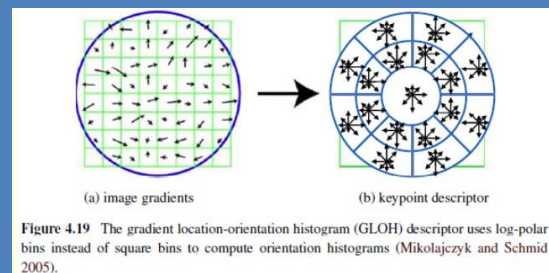 (a) image gradients
(b) keypoint descriptor
Figure 4.19 The gradient location-orientation histogram (GLOH) descriptor uses log-polar
bins instead of square bins to compute orientation histograms (Mikolajczyk and Schmid
2005).